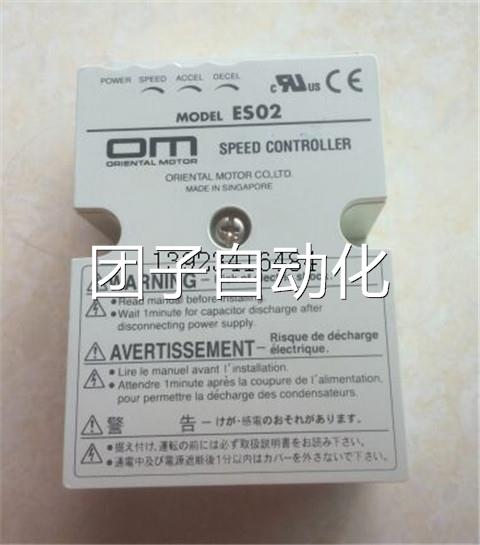 POWER SPEED ACCEL DECEL
c RU us CE
MODEL ES02
OM
ORIENTAL MOTOR
SPEED CONTROLLER
ORIENTAL MOTOR CO.,LTD.
MADE IN SINGAPORE
团子自动化
WARNING -
Read manual before installing.
Wait 1minute for capacitor discharge after
disconnecting power supply.
AVERTISSEMENT - Risque de décharge
électrique.
Lire le manuel avant l'installation.
Attendre 1minute après la coupure de l'alimentation,
pour permettre la décharge des condensateurs.
警 告 -けが・感電のおそれがあります。
据え付け、運転の前には必ず取扱説明書をお読み下さい。
通電中及び電源遮断後1分以内はカバーを外さないで下さい。